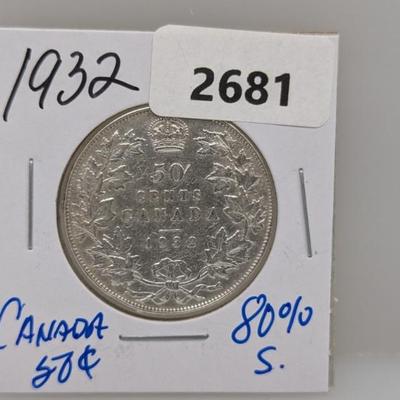 1932
2681
50
CENTS
CANADA
1932
CANADA
50¢
80%
S.